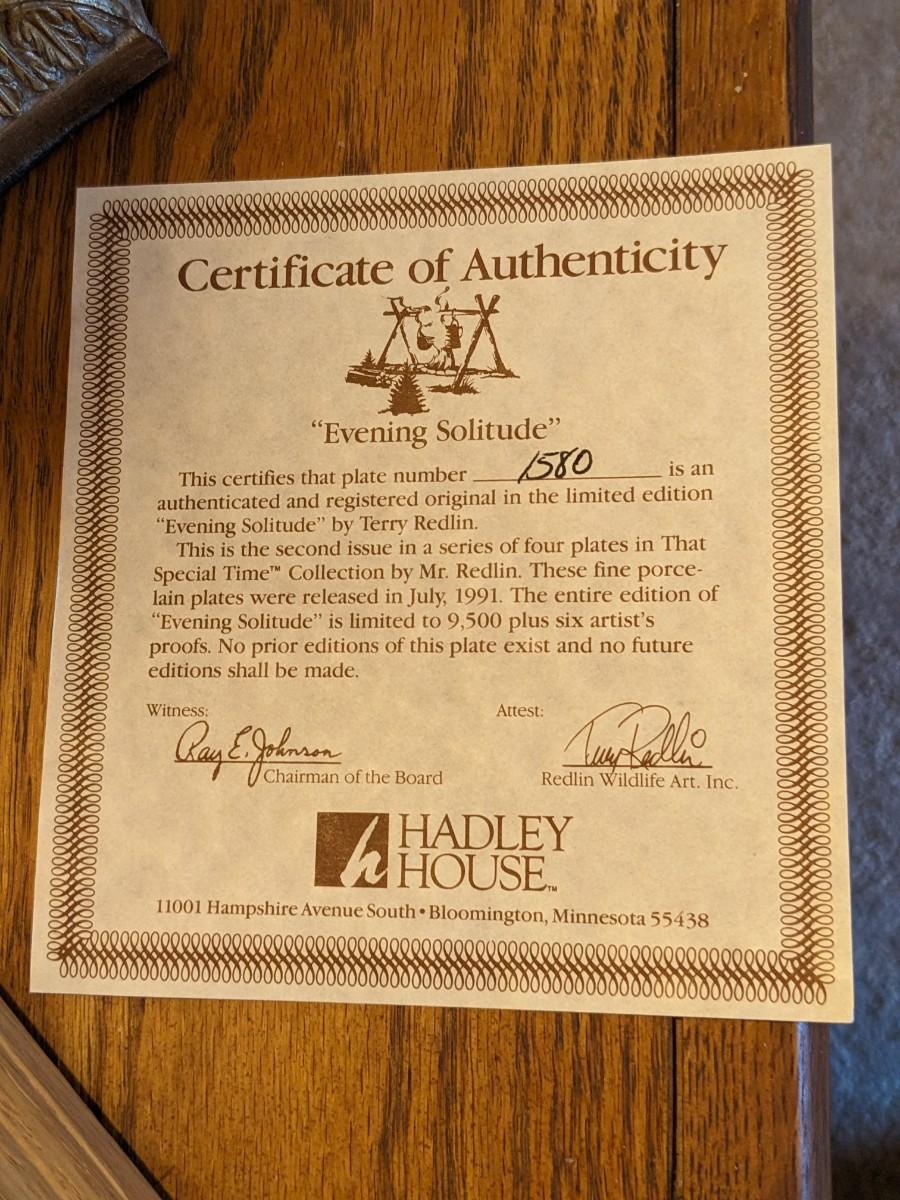 Certificate of Authenticity
“Evening Solitude”
This certifies that plate number 1580 is an
authenticated and registered original in the limited edition
“Evening Solitude” by Terry Redlin.
This is the second issue in a series of four plates in That
Special Time™ Collection by Mr. Redlin. These fine porce-
lain plates were released in July, 1991. The entire edition of
“Evening Solitude” is limited to 9,500 plus six artist’s
proofs. No prior editions of this plate exist and no future
editions shall be made.
Witness: Attest:
Ray E. Johnson Terry Redlin
Chairman of the Board Redlin Wildlife Art. Inc.
h HADLEY
HOUSE™
11001 Hampshire Avenue South • Bloomington, Minnesota 55438